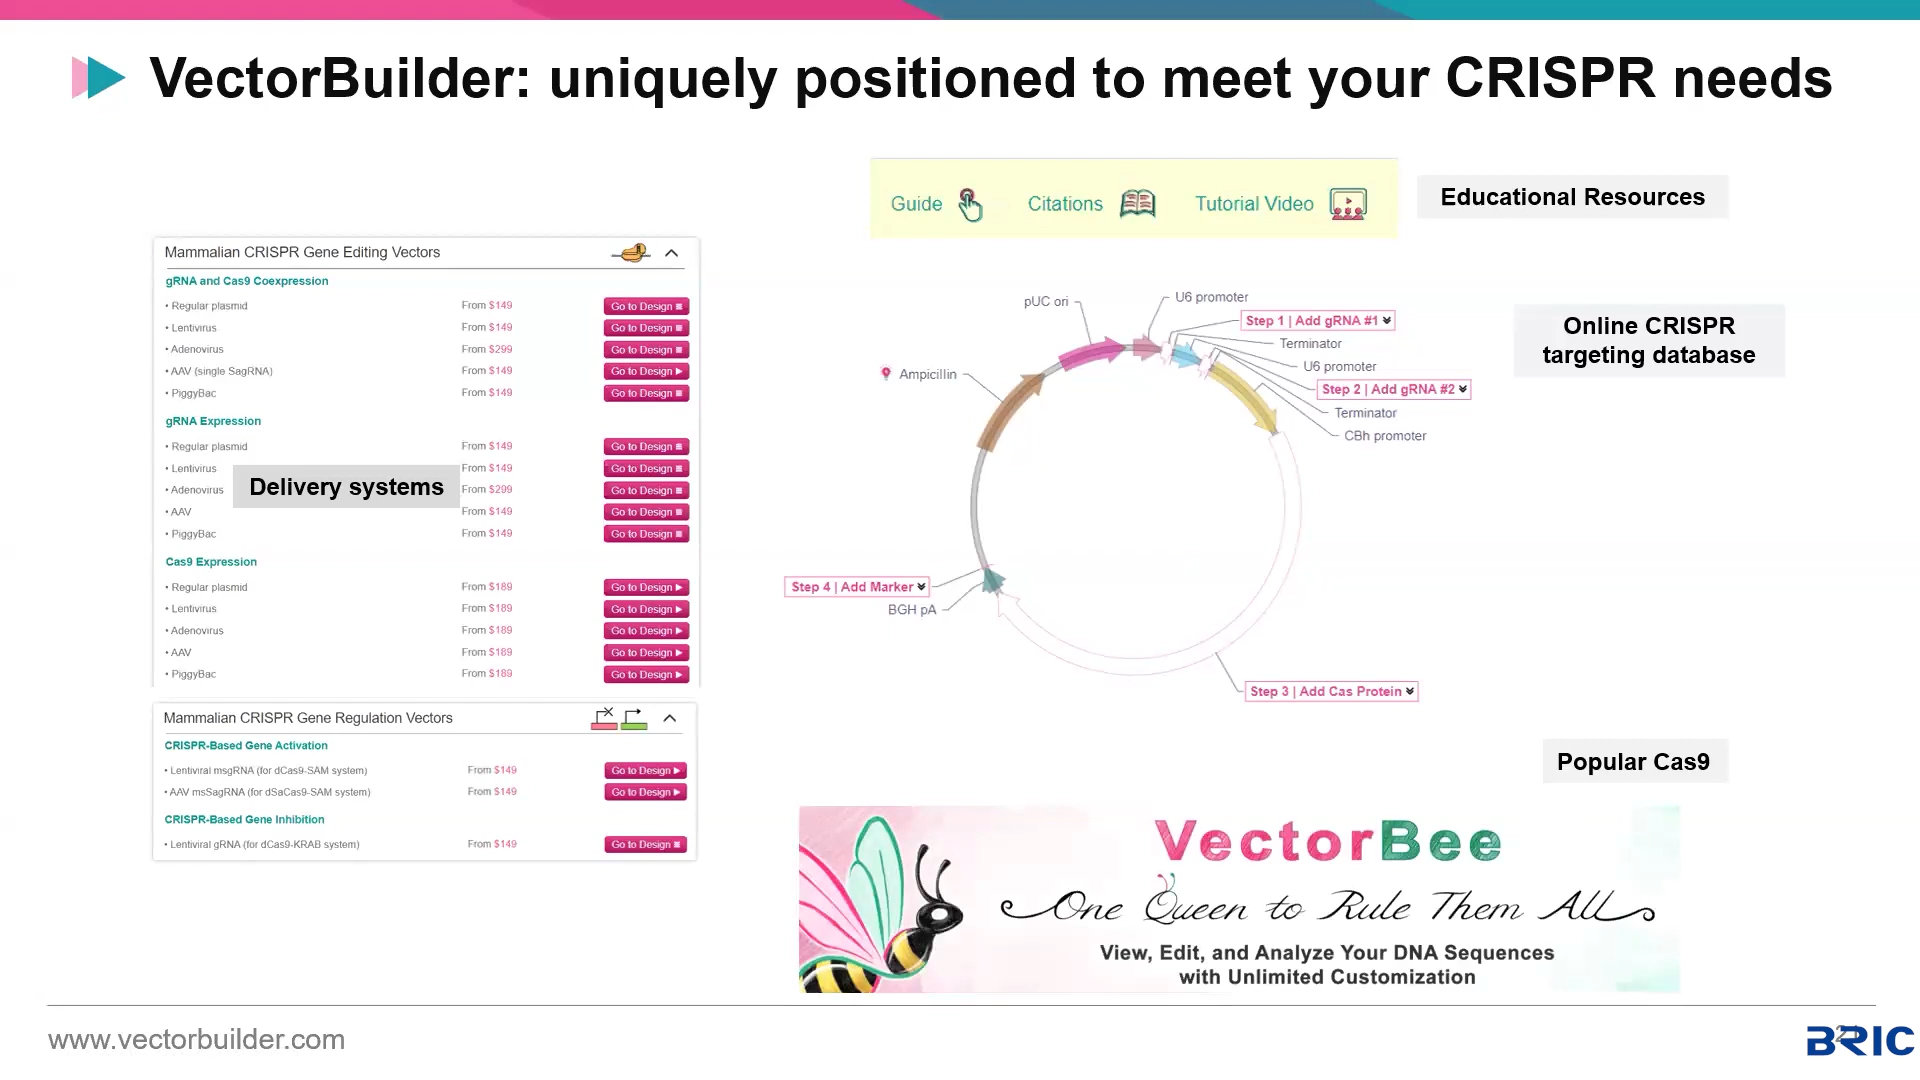 VectorBuilder: uniquely positioned to meet your CRISPR needs
Guide
Citations
Tutorial Video
Educational Resources
Mammalian CRISPR Gene Editing Vectors
gRNA and Cas9 Coexpression
• Regular plasmid From $149 Go to Design
• Lentivirus From $149 Go to Design
• Adenovirus From $299 Go to Design
• AAV (single SagRNA) From $149 Go to Design
• PiggyBac From $149 Go to Design
gRNA Expression
• Regular plasmid From $149 Go to Design
• Lentivirus From $149 Go to Design
• Adenovirus From $299 Go to Design
• AAV From $149 Go to Design
• PiggyBac From $149 Go to Design
Delivery systems
Cas9 Expression
• Regular plasmid From $189 Go to Design
• Lentivirus From $189 Go to Design
• Adenovirus From $189 Go to Design
• AAV From $189 Go to Design
• PiggyBac From $189 Go to Design
Mammalian CRISPR Gene Regulation Vectors
CRISPR-Based Gene Activation
• Lentiviral msgRNA (for dCas9-SAM system) From $149 Go to Design
• AAV msSagRNA (for dSaCas9-SAM system) From $149 Go to Design
CRISPR-Based Gene Inhibition
• Lentiviral gRNA (for dCas9-KRAB system) From $149 Go to Design
pUC ori
U6 promoter
Step 1 | Add gRNA #1
Terminator
U6 promoter
Ampicillin
Step 2 | Add gRNA #2
Terminator
CBh promoter
Step 4 | Add Marker
BGH pA
Step 3 | Add Cas Protein
Online CRISPR
targeting database
Popular Cas9
VectorBee
One Queen to Rule Them All
View, Edit, and Analyze Your DNA Sequences
with Unlimited Customization
www.vectorbuilder.com
BRIC
21